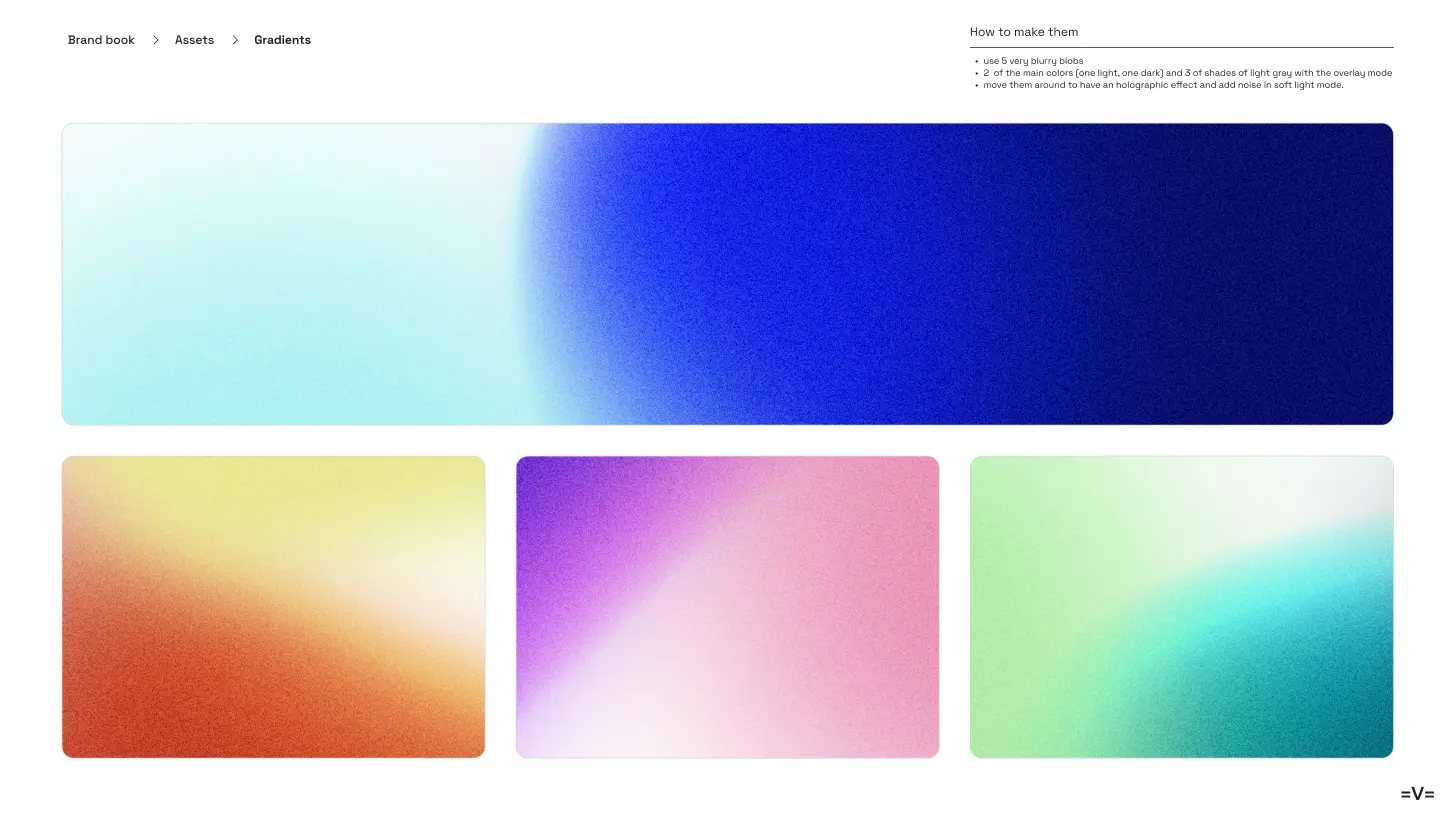 Brand book > Assets > Gradients
How to make them
• use 5 very blurry blobs
• 2 of the main colors (one light, one dark) and 3 of shades of light gray with the overlay mode
• move them around to have an holographic effect and add noise in soft light mode.
=V=